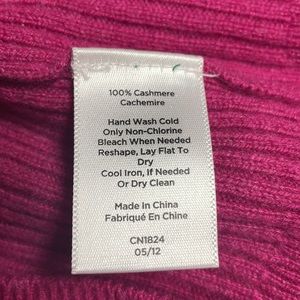 100% Cashmere
Cachemire
Hand Wash Cold
Only Non-Chlorine
Bleach When Needed
Reshape, Lay Flat To
Dry
Cool Iron, If Needed
Or Dry Clean
Made In China
Fabriqué En Chine
CN1824
05/12